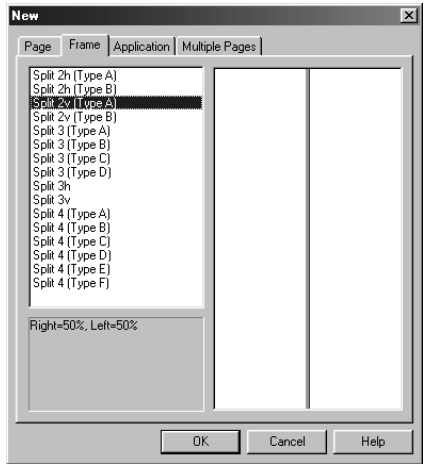 New
Page Frame Application Multiple Pages
Split 2h (Type A)
Split 2h (Type B)
Split 2v (Type A)
Split 2v (Type B)
Split 3 (Type A)
Split 3 (Type B)
Split 3 (Type C)
Split 3 (Type D)
Split 3h
Split 3v
Split 4 (Type A)
Split 4 (Type B)
Split 4 (Type C)
Split 4 (Type D)
Split 4 (Type E)
Split 4 (Type F)
Right=50%, Left=50%
OK Cancel Help